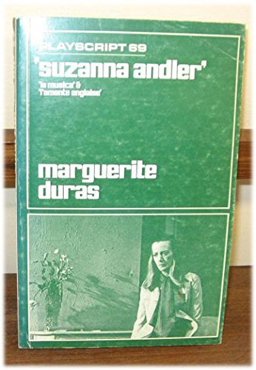 PLAYSCRIPT 69
'suzanna andler'
'la musica' &
'l'amante anglaise'
marguerite
duras